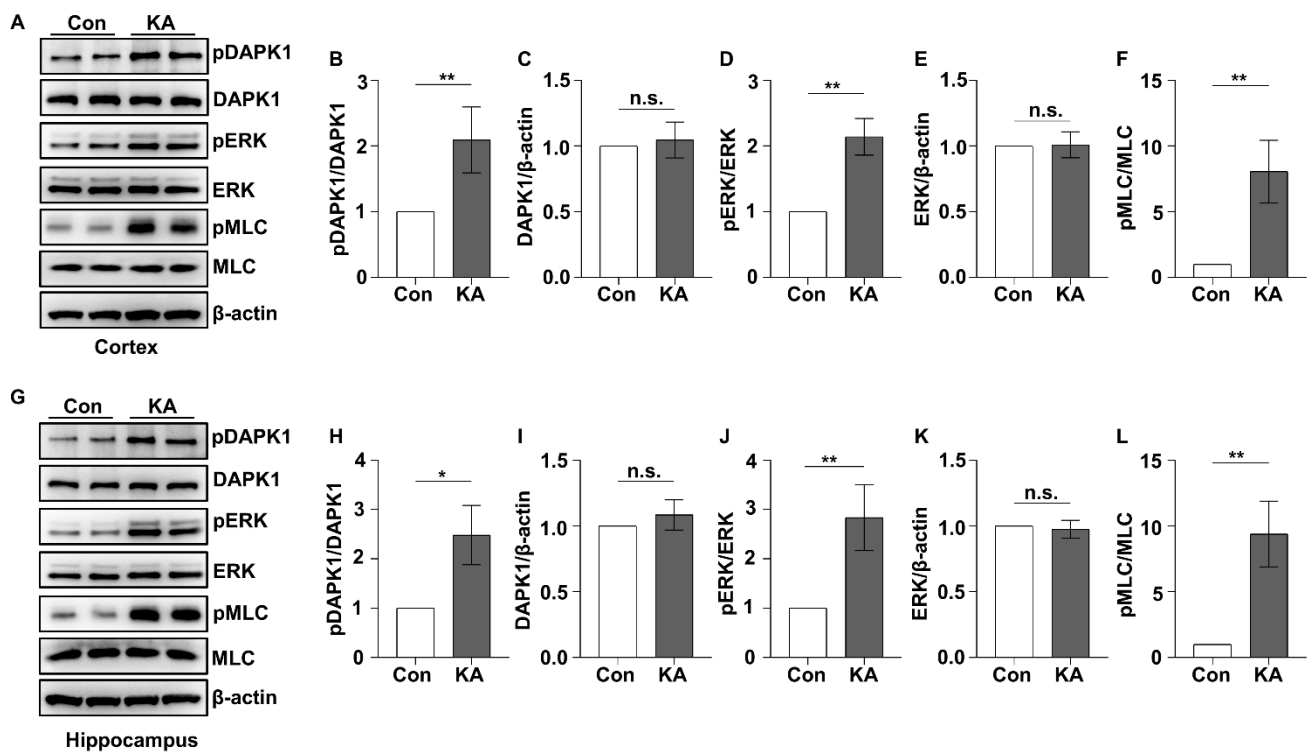 A
Con KA
pDAPK1
DAPK1
pERK
ERK
pMLC
MLC
β-actin
Cortex
B
pDAPK1/DAPK1
3
2
1
0
**
Con KA
C
DAPK1/β-actin
1.5
1.0
0.5
0.0
n.s.
Con KA
D
pERK/ERK
3
2
1
0
**
Con KA
E
ERK/β-actin
1.5
1.0
0.5
0.0
n.s.
Con KA
F
pMLC/MLC
15
10
5
0
**
Con KA
G
Con KA
pDAPK1
DAPK1
pERK
ERK
pMLC
MLC
β-actin
Hippocampus
H
pDAPK1/DAPK1
4
3
2
1
0
*
Con KA
I
DAPK1/β-actin
1.5
1.0
0.5
0.0
n.s.
Con KA
J
pERK/ERK
4
3
2
1
0
**
Con KA
K
ERK/β-actin
1.5
1.0
0.5
0.0
n.s.
Con KA
L
pMLC/MLC
15
10
5
0
**
Con KA